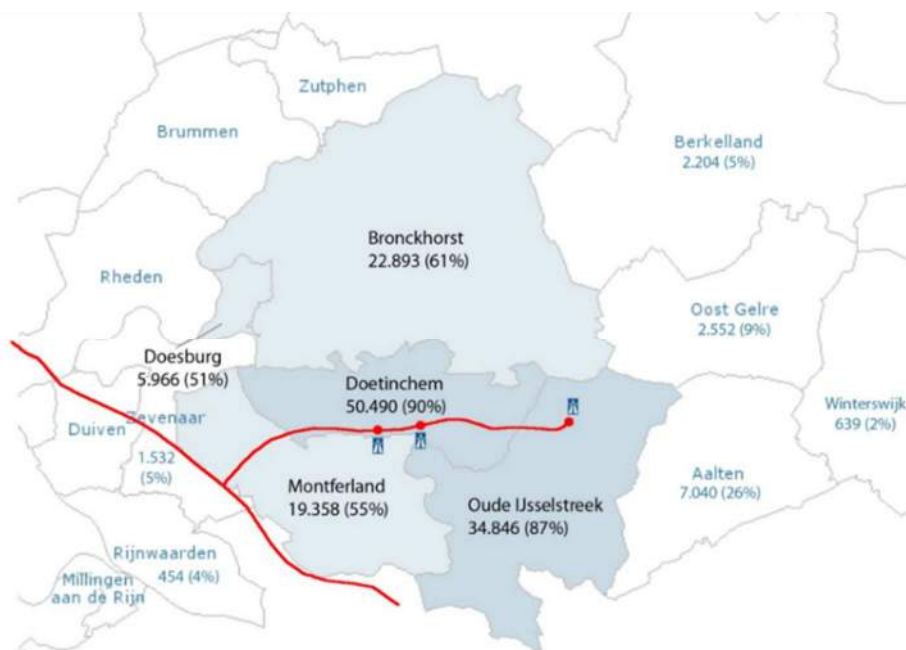 Zutphen
Brummen
Berkelland
2.204 (5%)
Bronckhorst
22.893 (61%)
Rheden
Oost Gelre
2.552 (9%)
Doesburg
5.966 (51%)
Doetinchem
50.490 (90%)
Zevenaar
Duiven
1.532
(5%)
Winterswijk
639 (2%)
Aalten
7.040 (26%)
Montferland
19.358 (55%)
Oude IJsselstreek
34.846 (87%)
Rijnwaarden
454 (4%)
Millingen
aan de Rijn